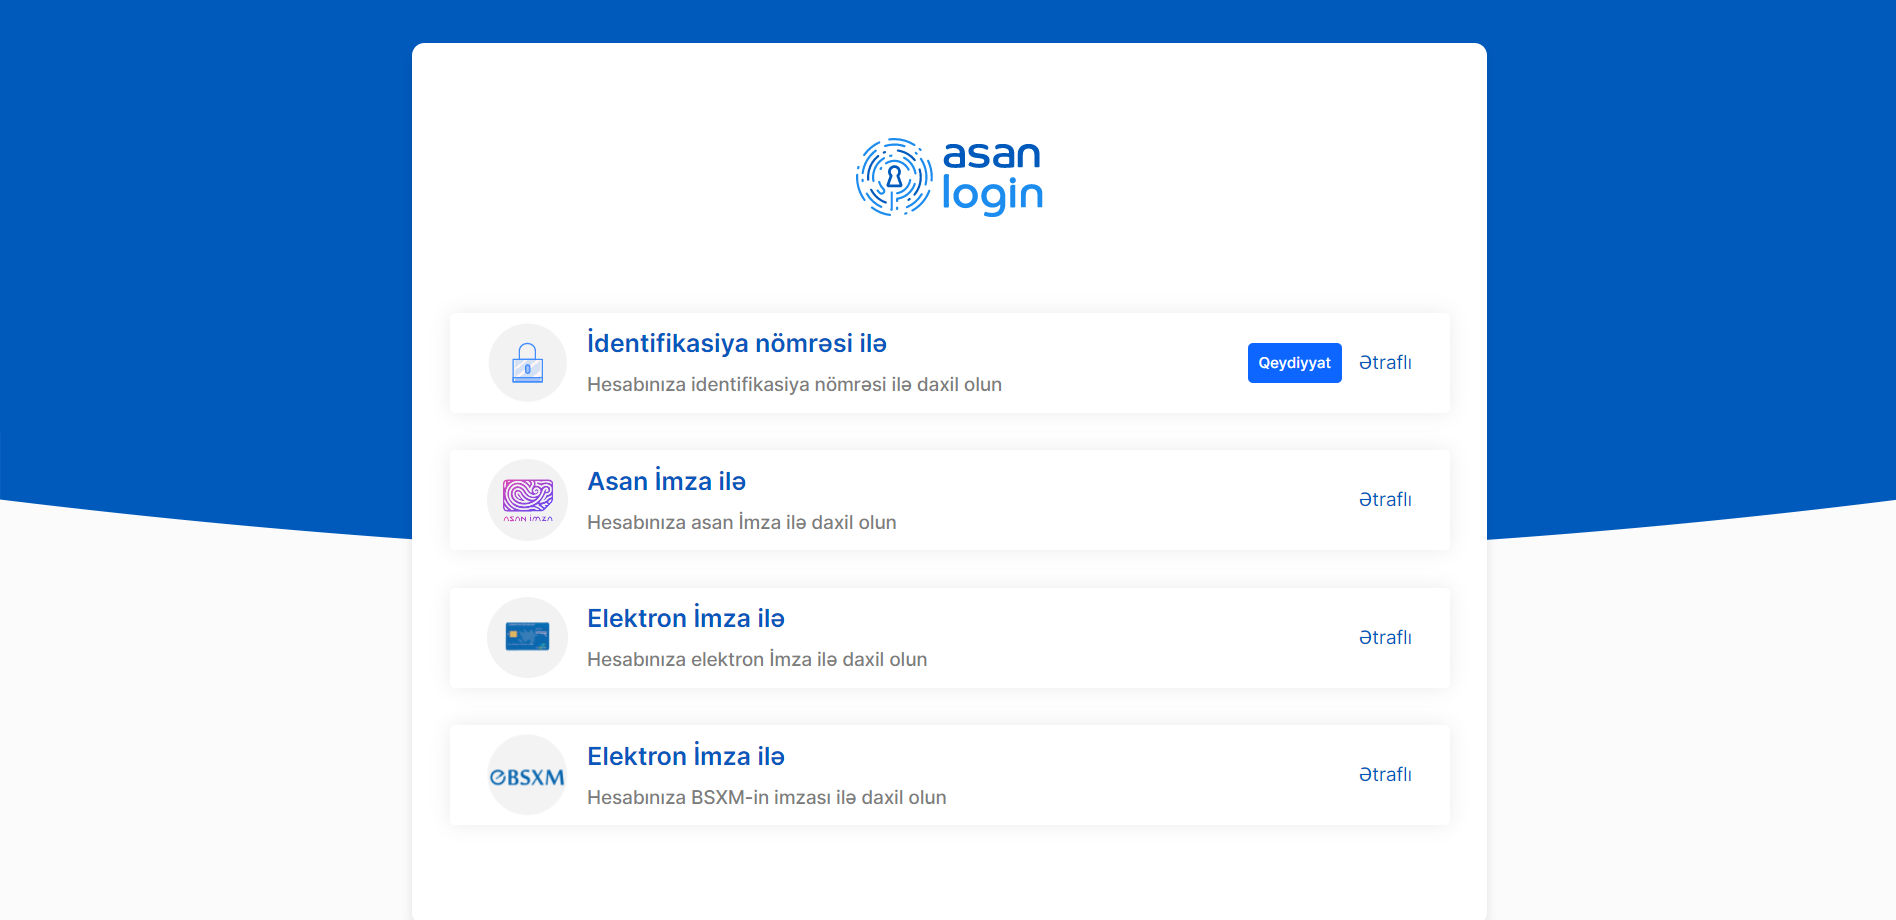 asan
login
İdentifikasiya nömrəsi ilə
Hesabınıza identifikasiya nömrəsi ilə daxil olun
Qeydiyyat
Ətraflı
Asan İmza ilə
Hesabınıza asan İmza ilə daxil olun
ASAN İMZA
Ətraflı
Elektron İmza ilə
Hesabınıza elektron İmza ilə daxil olun
Ətraflı
Elektron İmza ilə
Hesabınıza BSXM-in imzası ilə daxil olun
eBSXM
Ətraflı